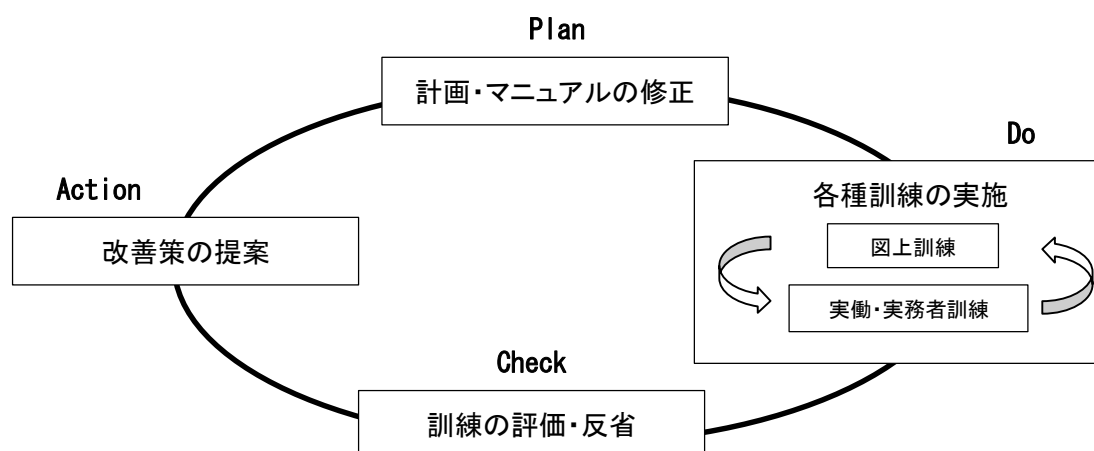 Plan
計画・マニュアルの修正
Do
各種訓練の実施
図上訓練
実働・実務者訓練
Action
改善策の提案
Check
訓練の評価・反省